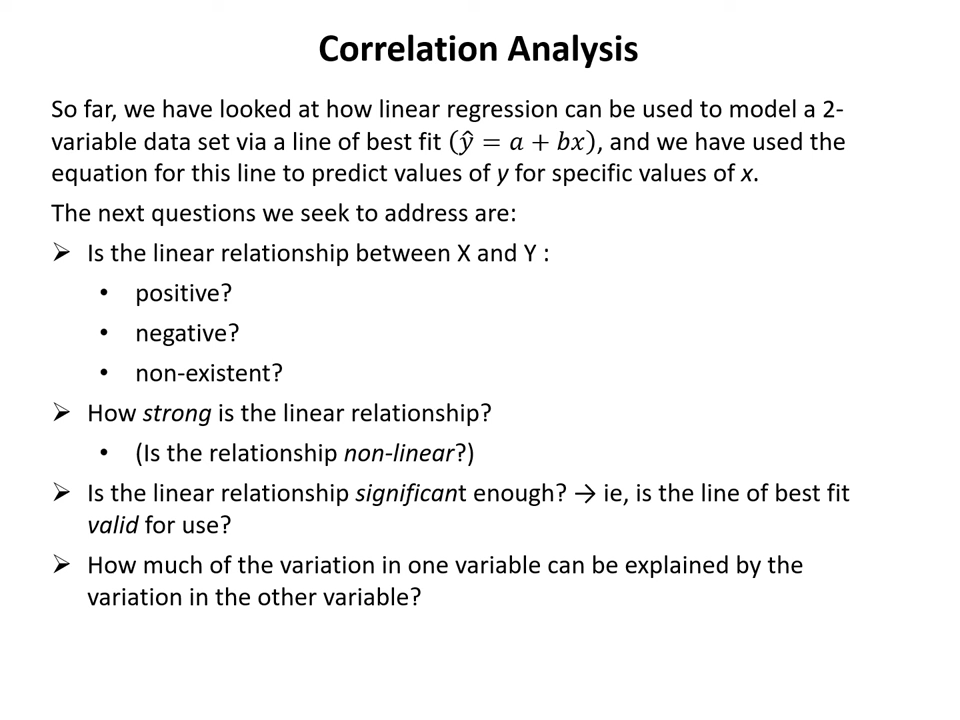 Correlation Analysis
So far, we have looked at how linear regression can be used to model a 2-
variable data set via a line of best fit (ŷ = a + bx), and we have used the
equation for this line to predict values of y for specific values of x.
The next questions we seek to address are:
➢ Is the linear relationship between X and Y :
• positive?
• negative?
• non-existent?
➢ How strong is the linear relationship?
• (Is the relationship non-linear?)
➢ Is the linear relationship significant enough? → ie, is the line of best fit
valid for use?
➢ How much of the variation in one variable can be explained by the
variation in the other variable?